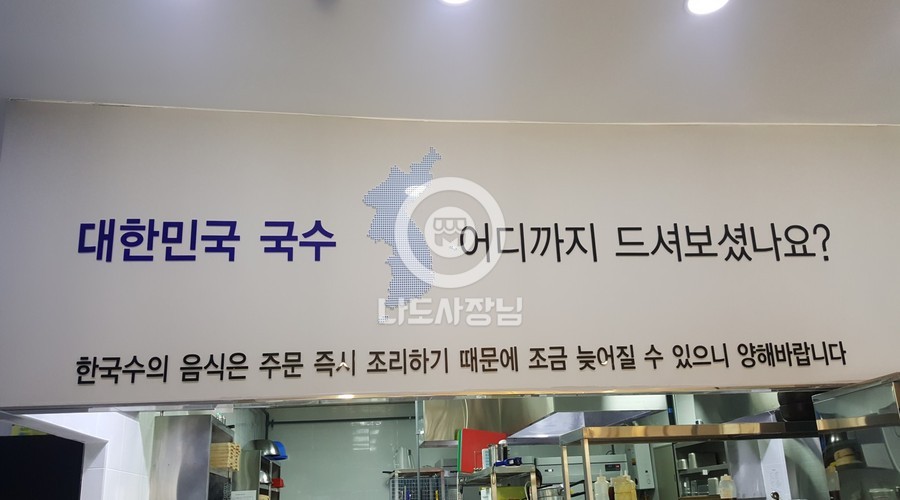 대한민국 국수 어디까지 드셔보셨나요?
나도사장님
한국수의 음식은 주문 즉시 조리하기 때문에 조금 늦어질 수 있으니 양해바랍니다